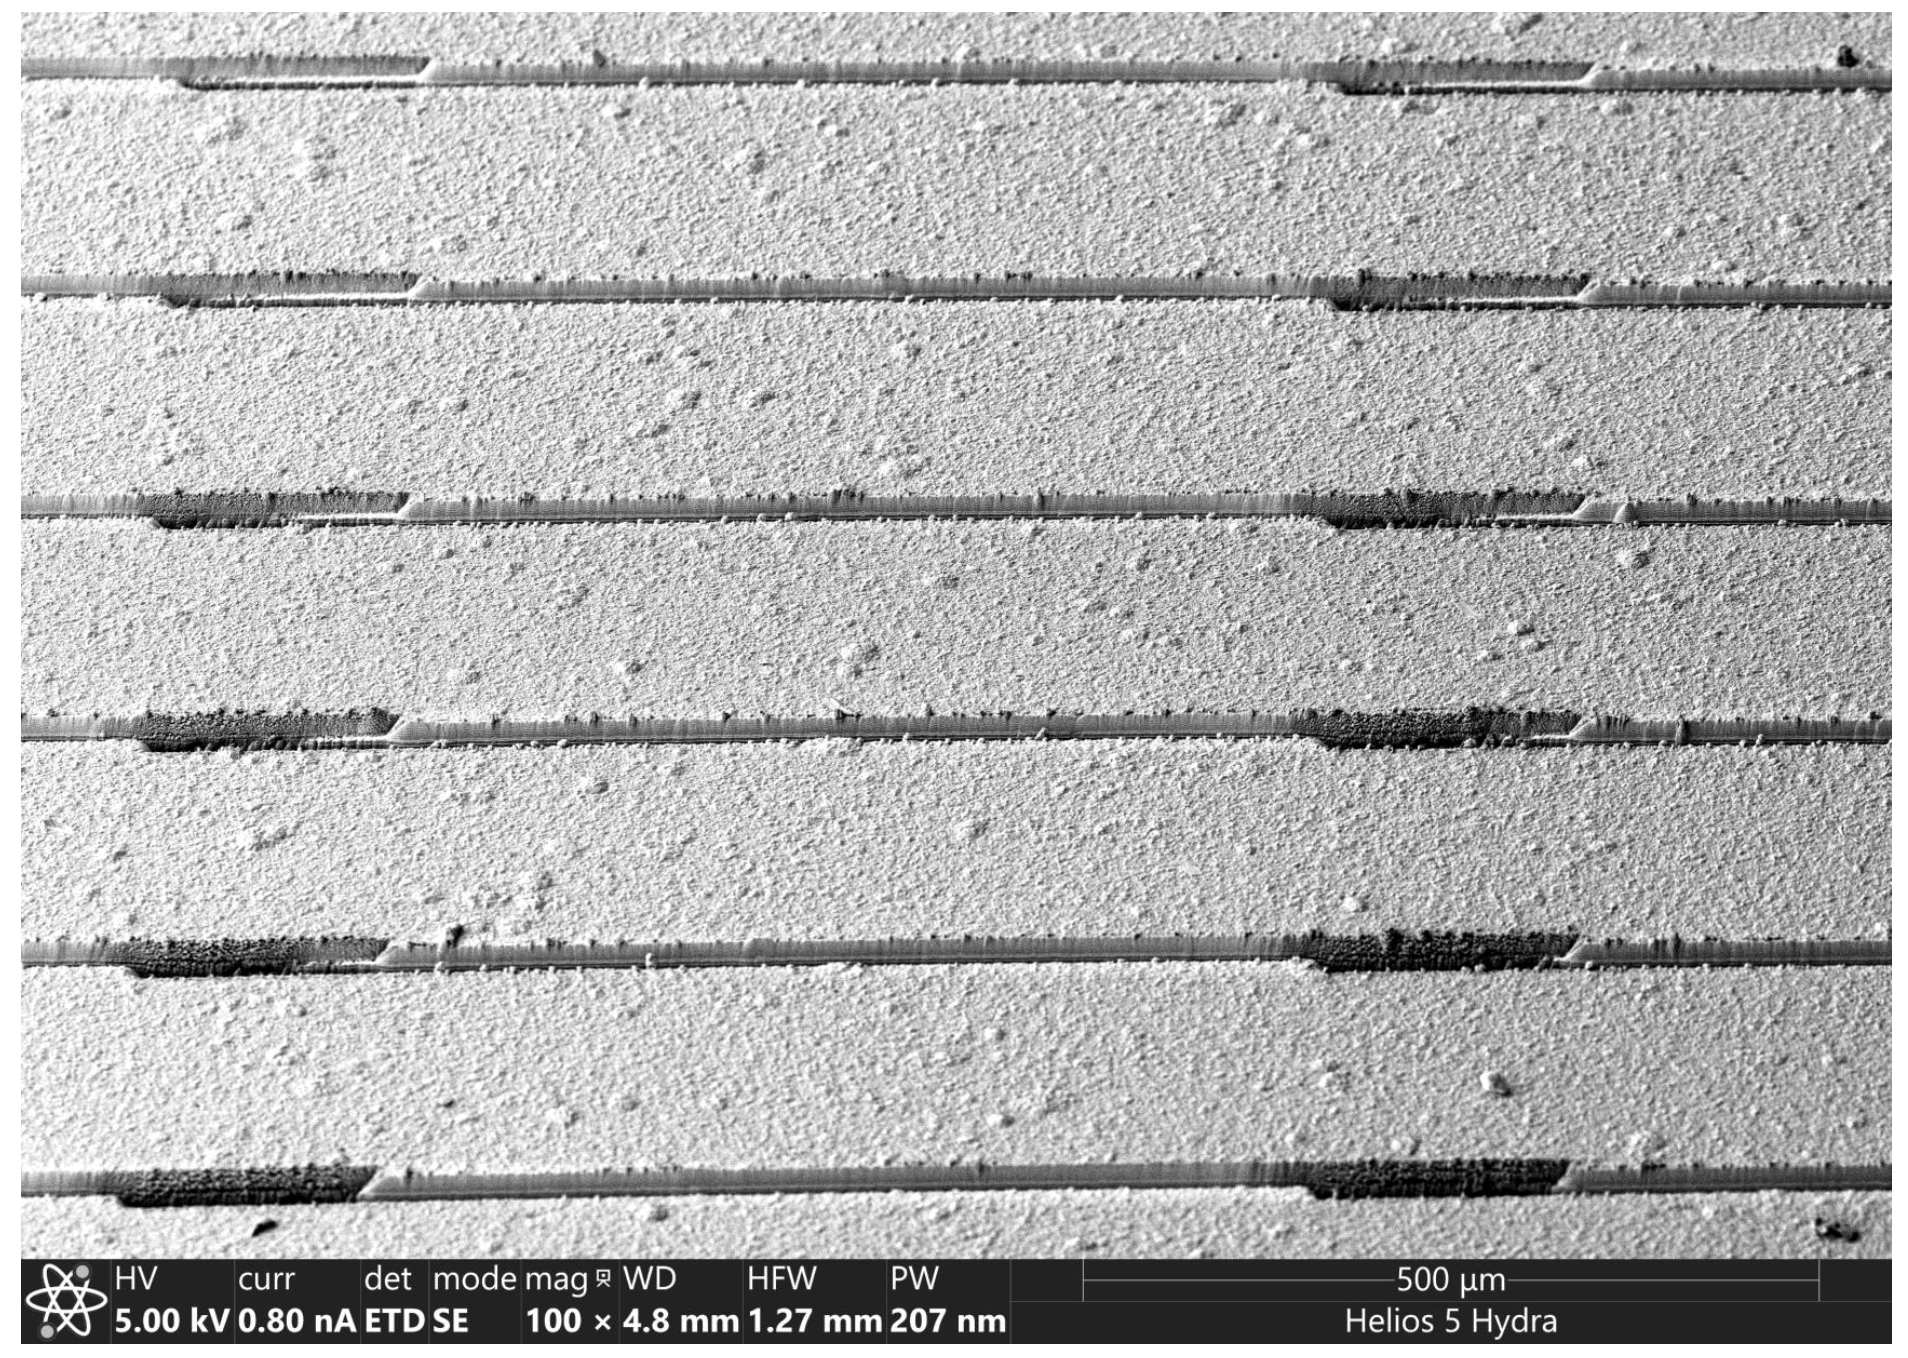 HV curr det mode mag WD HFW PW 500 µm
5.00 kV 0.80 nA ETD SE 100 × 4.8 mm 1.27 mm 207 nm Helios 5 Hydra